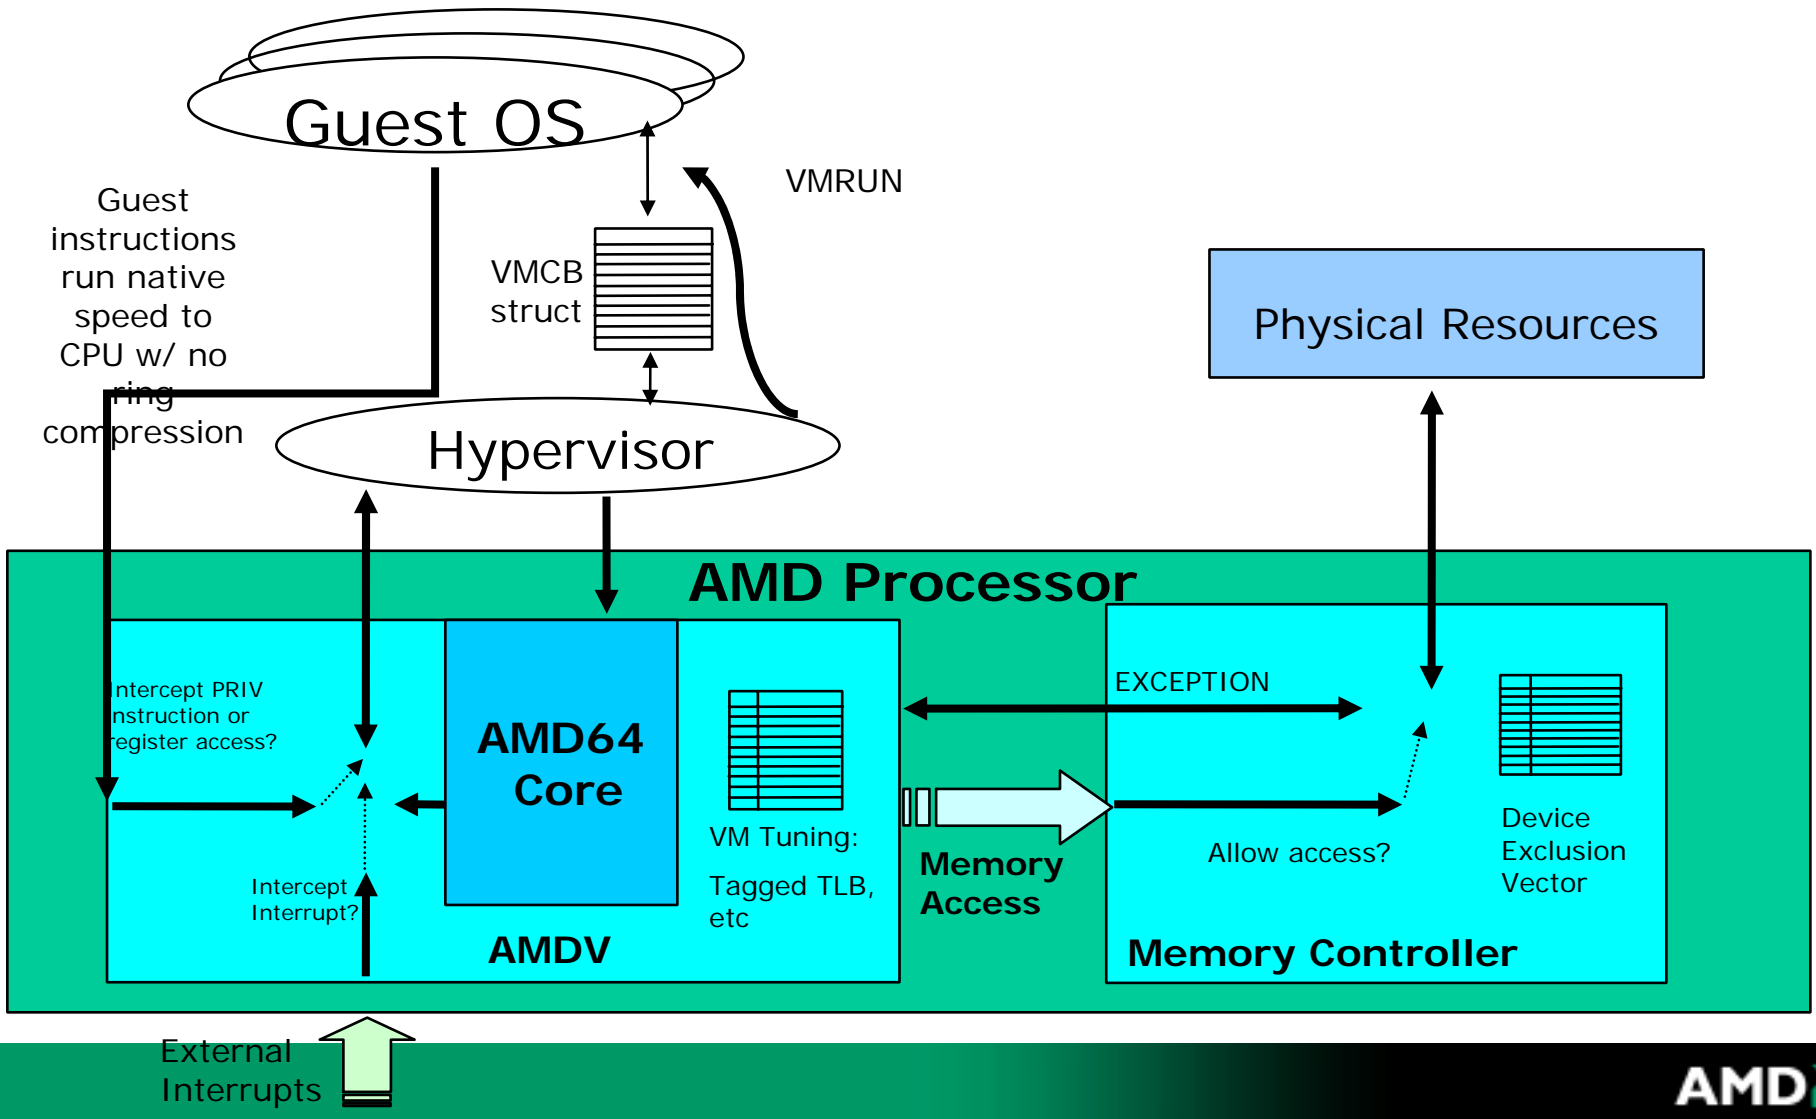 Guest OS
VMRUN
Guest
instructions
run native
speed to
CPU w/ no
ring
compression
VMCB
struct
Physical Resources
Hypervisor
AMD Processor
Intercept PRIV
instruction or
register access?
AMD64
Core
EXCEPTION
VM Tuning:
Tagged TLB,
etc
Memory
Access
Allow access?
Device
Exclusion
Vector
Intercept
Interrupt?
AMDV
Memory Controller
External
Interrupts
AMD